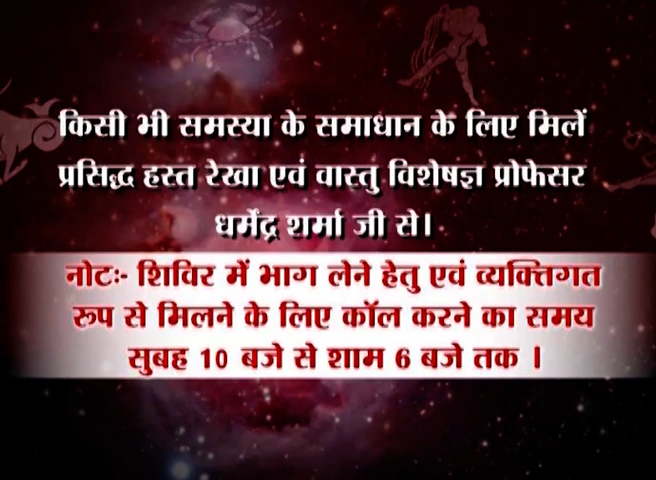 किसी भी समस्या के समाधान के लिए मिलें
प्रसिद्ध हस्त रेखा एवं वास्तु विशेषज्ञ प्रोफेसर
धर्मेंद्र शर्मा जी से।
नोटः- शिविर में भाग लेने हेतु एवं व्यक्तिगत
रुप से मिलने के लिए कॉल करने का समय
सुबह 10 बजे से शाम 6 बजे तक ।